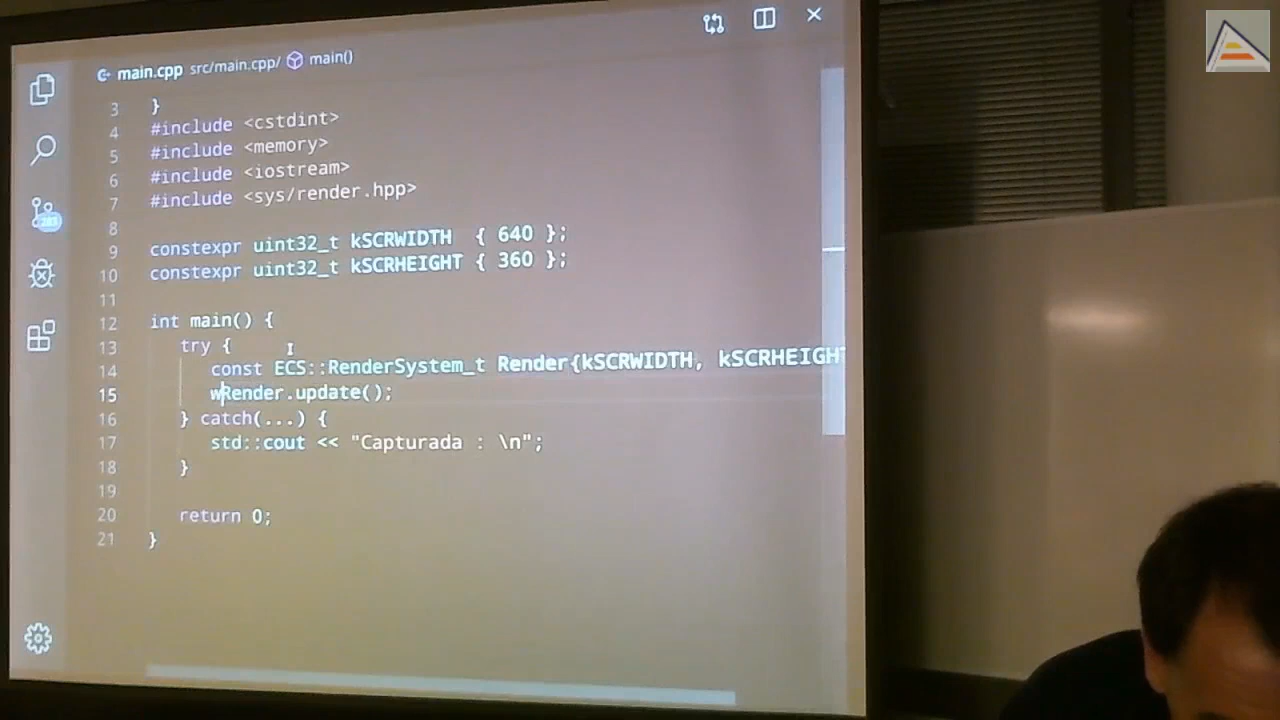 main.cpp src/main.cpp/ main()
3 }
4 #include <cstdint>
5 #include <memory>
6 #include <iostream>
7 #include <sys/render.hpp>
8
9 constexpr uint32_t kSCRWIDTH { 640 };
10 constexpr uint32_t kSCRHEIGHT { 360 };
11
12 int main() {
13 try {
14 const ECS::RenderSystem_t Render{kSCRWIDTH, kSCRHEIGH
15 wRender.update();
16 } catch(...) {
17 std::cout << "Capturada : \n";
18 }
19
20 return 0;
21 }